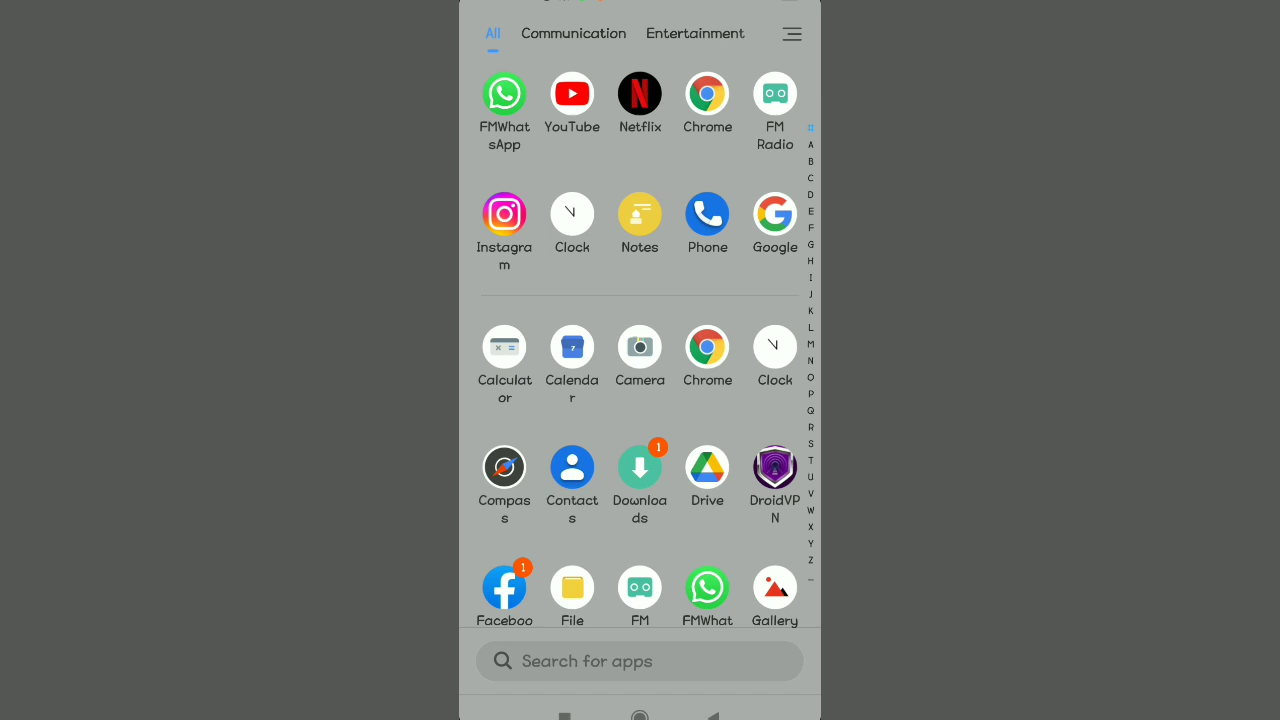 All Communication Entertainment
FMWhat
sApp
YouTube
Netflix
Chrome
FM
Radio
Instagra
m
Clock
Notes
Phone
Google
Calculat
or
Calenda
r
7
Camera
Chrome
Clock
Compas
s
Contact
s
1
Downloa
ds
Drive
DroidVP
N
1
Faceboo
File
FM
FMWhat
Gallery
#
A
B
C
D
E
F
G
H
I
J
K
L
M
N
O
P
Q
R
S
T
U
V
W
X
Y
Z
...
Search for apps